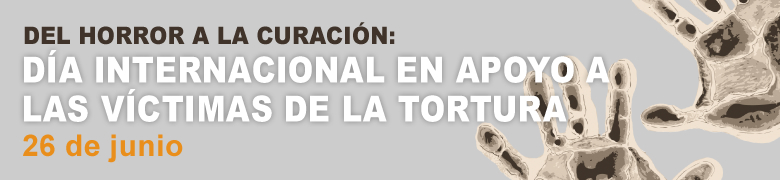 DEL HORROR A LA CURACIÓN:
DÍA INTERNACIONAL EN APOYO A
LAS VÍCTIMAS DE LA TORTURA
26 de junio